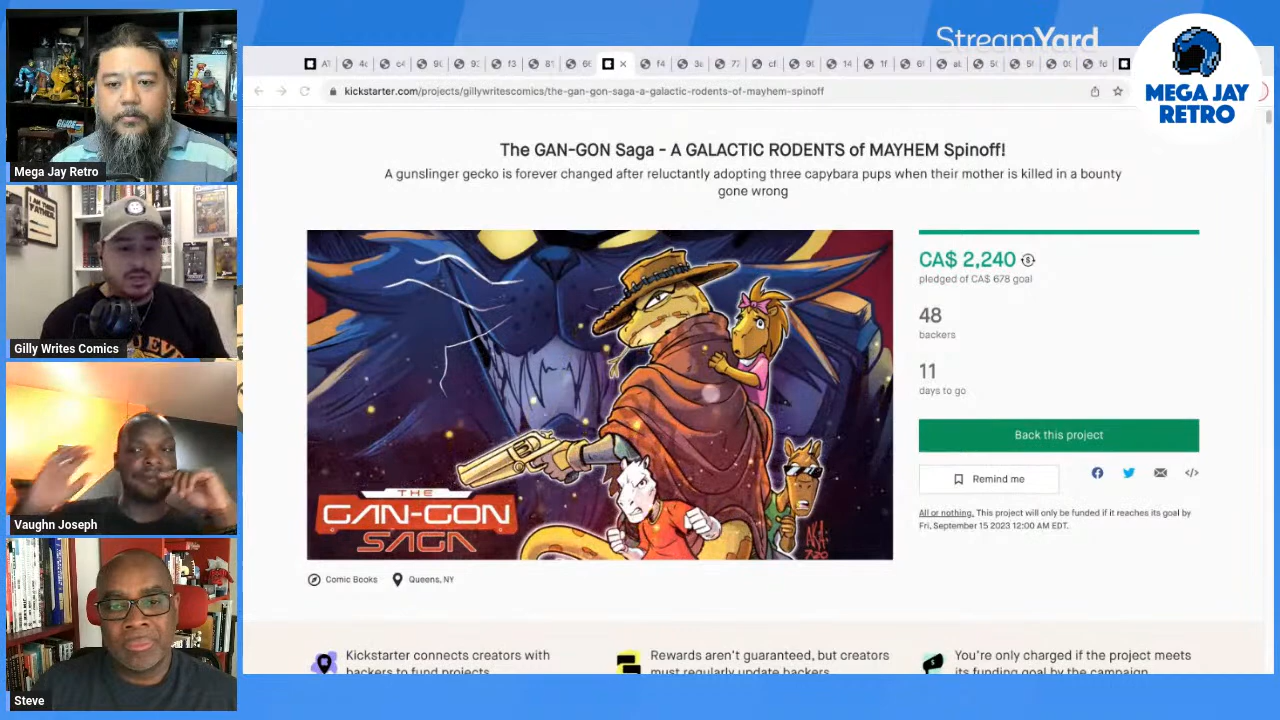 StreamYard
MEGA JAY
RETRO
kickstarter.com/projects/gillywritescomics/the-gan-gon-saga-a-galactic-rodents-of-mayhem-spinoff
The GAN-GON Saga - A GALACTIC RODENTS of MAYHEM Spinoff!
A gunslinger gecko is forever changed after reluctantly adopting three capybara pups when their mother is killed in a bounty
gone wrong
CA$ 2,240
pledged of CA$ 678 goal
48
backers
11
days to go
Back this project
Remind me
All or nothing. This project will only be funded if it reaches its goal by
Fri, September 15 2023 12:00 AM EDT.
THE
GAN-GON
SAGA
Comic Books
Queens, NY
Kickstarter connects creators with
backers to fund projects.
Rewards aren't guaranteed, but creators
must regularly update backers.
You're only charged if the project meets
its funding goal by the campaign
Mega Jay Retro
I AM THEIR
FATHER.
Gilly Writes Comics
Vaughn Joseph
Steve